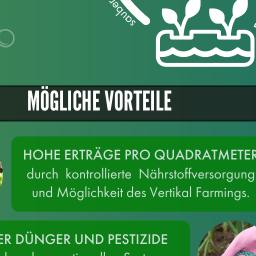 sauber
MÖGLICHE VORTEILE
HOHE ERTRÄGE PRO QUADRATMETER
durch kontrollierte Nährstoffversorgung
und Möglichkeit des Vertikal Farmings.
ER DÜNGER UND PESTIZIDE